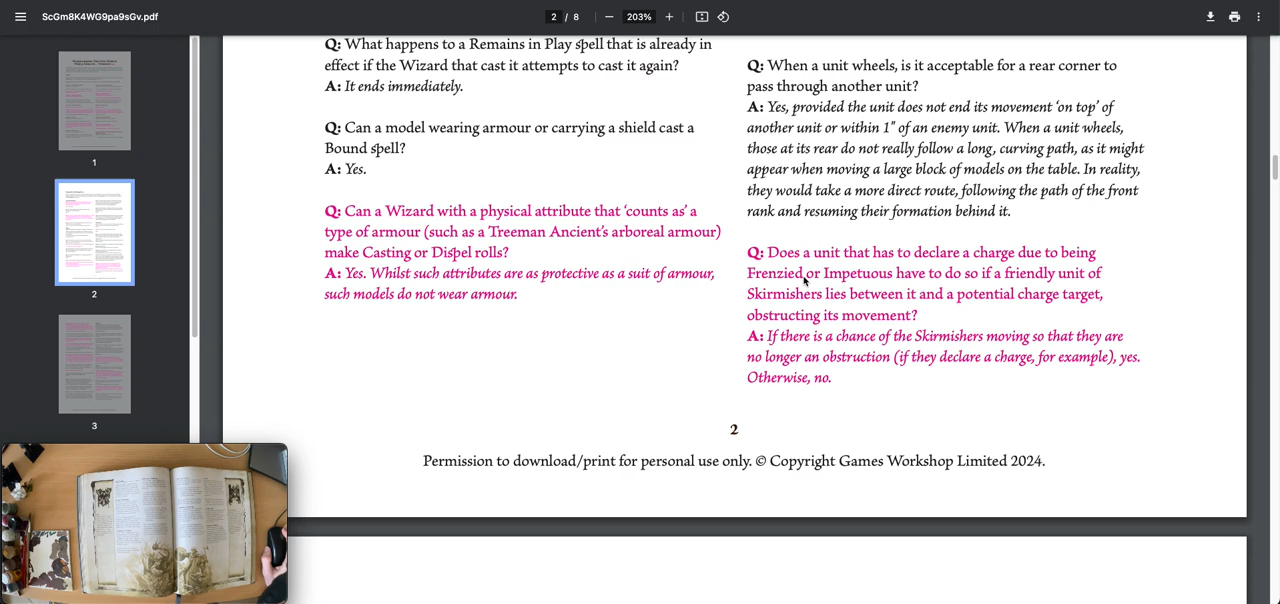 ScGm8K4WG9pa9sGv.pdf
2 / 8
203%
1
2
3
Q: What happens to a Remains in Play spell that is already in
effect if the Wizard that cast it attempts to cast it again?
A: It ends immediately.
Q: Can a model wearing armour or carrying a shield cast a
Bound spell?
A: Yes.
Q: Can a Wizard with a physical attribute that ‘counts as’ a
type of armour (such as a Treeman Ancient’s arboreal armour)
make Casting or Dispel rolls?
A: Yes. Whilst such attributes are as protective as a suit of armour,
such models do not wear armour.
Q: When a unit wheels, is it acceptable for a rear corner to
pass through another unit?
A: Yes, provided the unit does not end its movement ‘on top’ of
another unit or within 1" of an enemy unit. When a unit wheels,
those at its rear do not really follow a long, curving path, as it might
appear when moving a large block of models on the table. In reality,
they would take a more direct route, following the path of the front
rank and resuming their formation behind it.
Q: Does a unit that has to declare a charge due to being
Frenzied or Impetuous have to do so if a friendly unit of
Skirmishers lies between it and a potential charge target,
obstructing its movement?
A: If there is a chance of the Skirmishers moving so that they are
no longer an obstruction (if they declare a charge, for example), yes.
Otherwise, no.
2
Permission to download/print for personal use only. © Copyright Games Workshop Limited 2024.